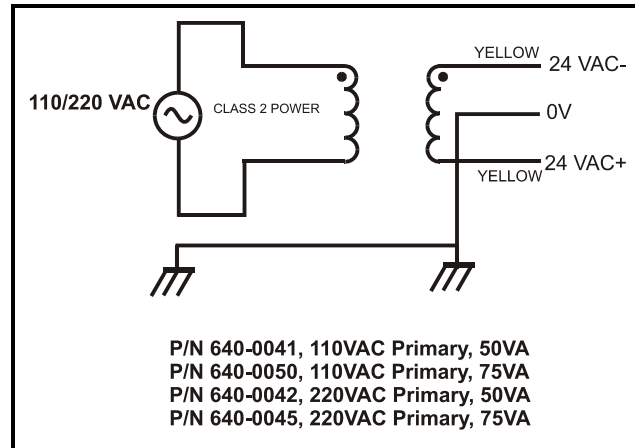 YELLOW
24 VAC-
110/220 VAC
CLASS 2 POWER
0V
24 VAC+
YELLOW
P/N 640-0041, 110VAC Primary, 50VA
P/N 640-0050, 110VAC Primary, 75VA
P/N 640-0042, 220VAC Primary, 50VA
P/N 640-0045, 220VAC Primary, 75VA